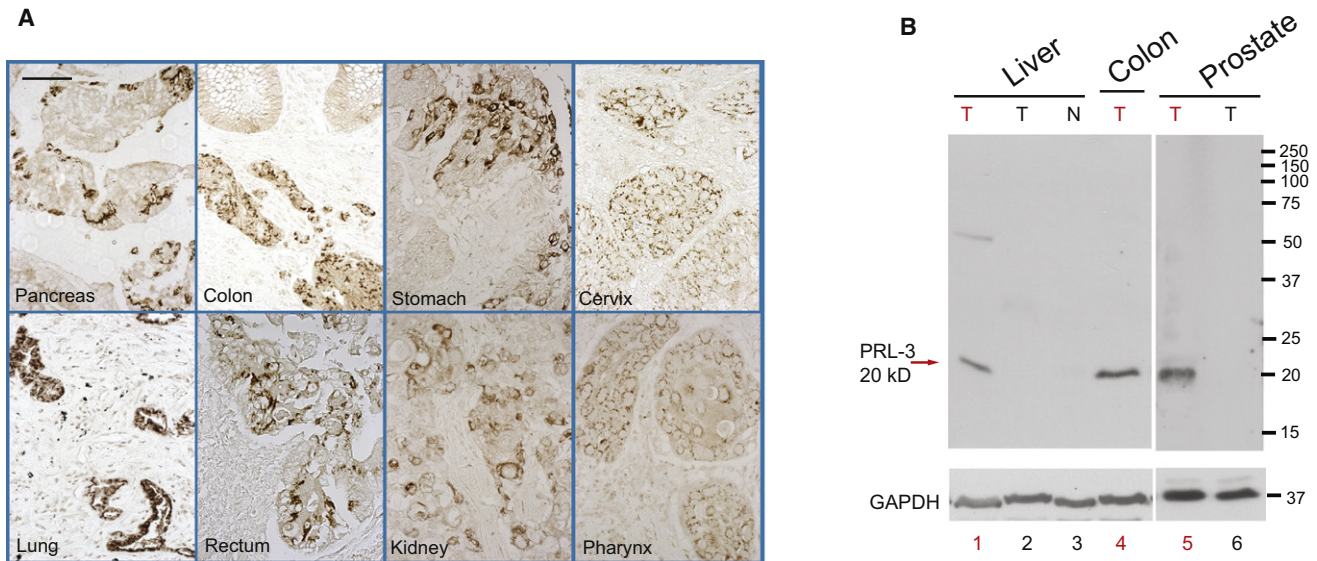 A
Pancreas
Colon
Stomach
Cervix
Lung
Rectum
Kidney
Pharynx
B
Liver
Colon
Prostate
T T N T T T
250
150
100
75
50
37
25
20
15
PRL-3
20 kD
GAPDH
37
1 2 3 4 5 6